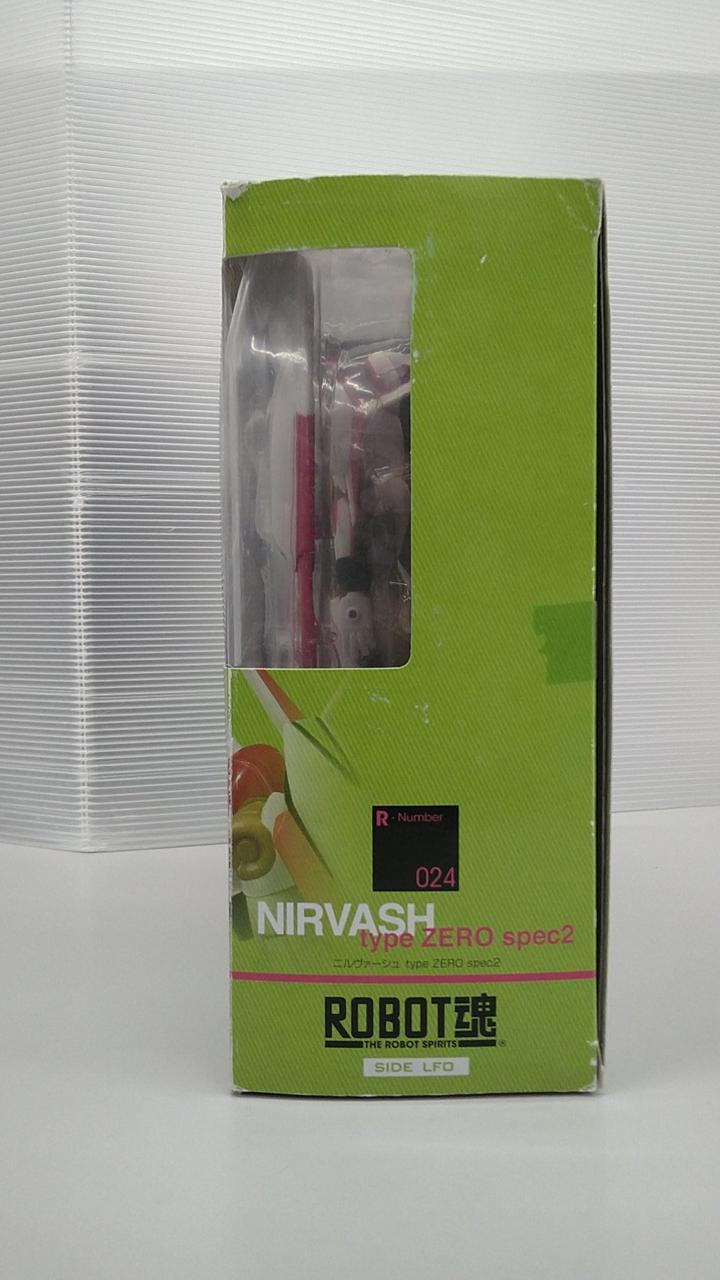 R - Number
024
NIRVASH
type ZERO spec2
ニルヴァーシュ type ZERO spec2
ROBOT魂
THE ROBOT SPIRITS
®
SIDE LFO